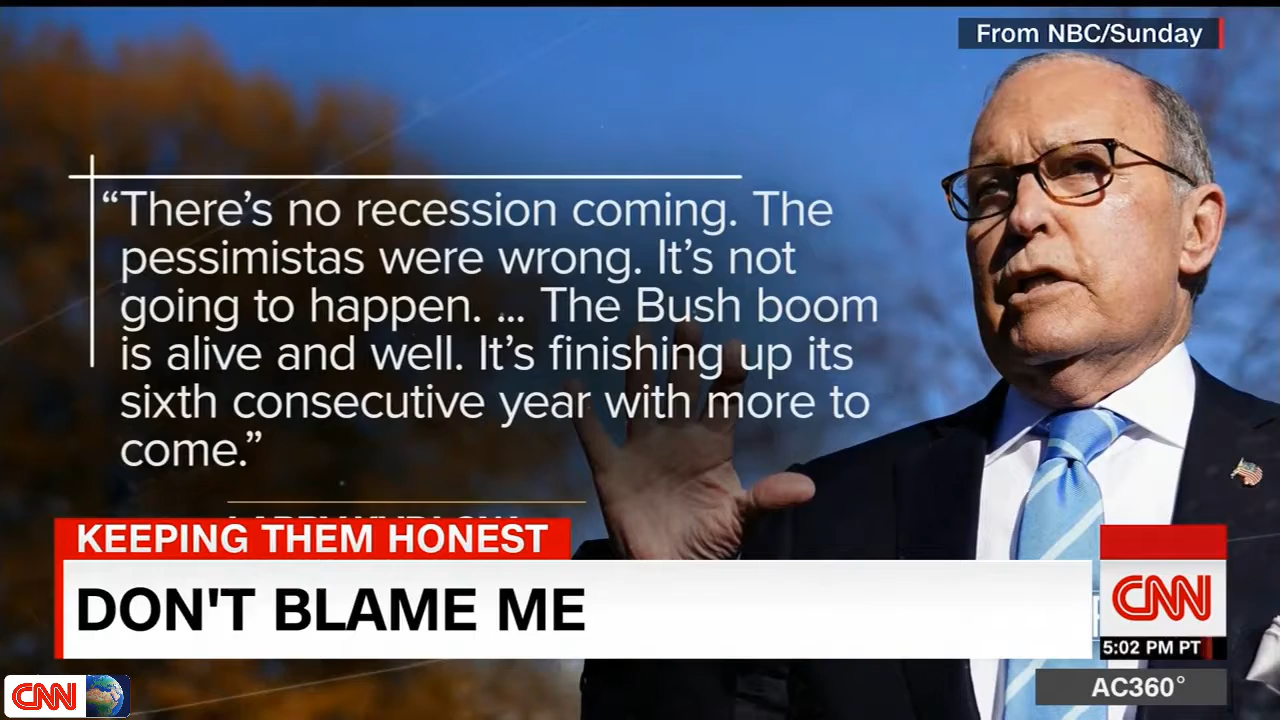 From NBC/Sunday
“There’s no recession coming. The
pessimistas were wrong. It’s not
going to happen. ... The Bush boom
is alive and well. It’s finishing up its
sixth consecutive year with more to
come.”
KEEPING THEM HONEST
DON'T BLAME ME
CNN
5:02 PM PT
AC360°
CNN